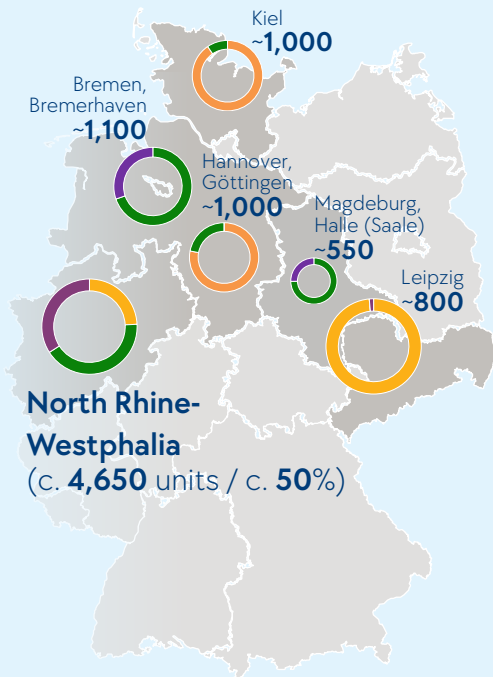 Kiel
~1,000
Bremen,
Bremerhaven
~1,100
Hannover,
Göttingen
~1,000
Magdeburg,
Halle (Saale)
~550
Leipzig
~800
North Rhine-
Westphalia
(c. 4,650 units / c. 50%)